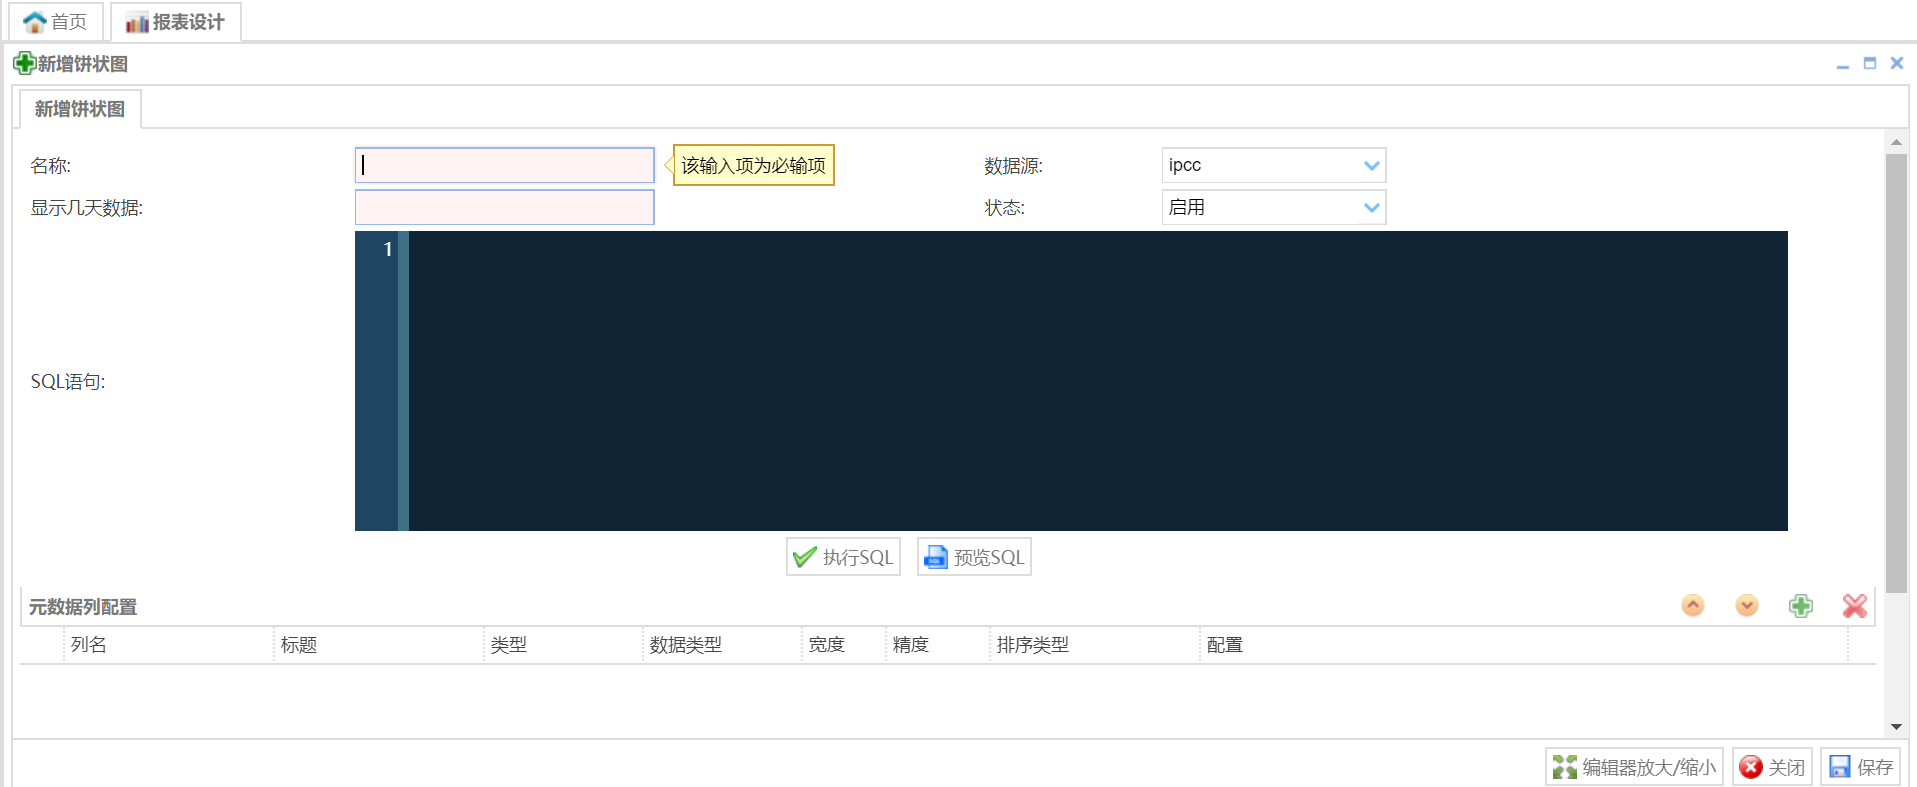 首页 报表设计
新增饼状图
新增饼状图
名称: 该输入项为必输项 数据源: ipcc
显示几天数据: 状态: 启用
1
SQL语句:
执行SQL 预览SQL
元数据列配置
列名 标题 类型 数据类型 宽度 精度 排序类型 配置
编辑器放大/缩小 关闭 保存